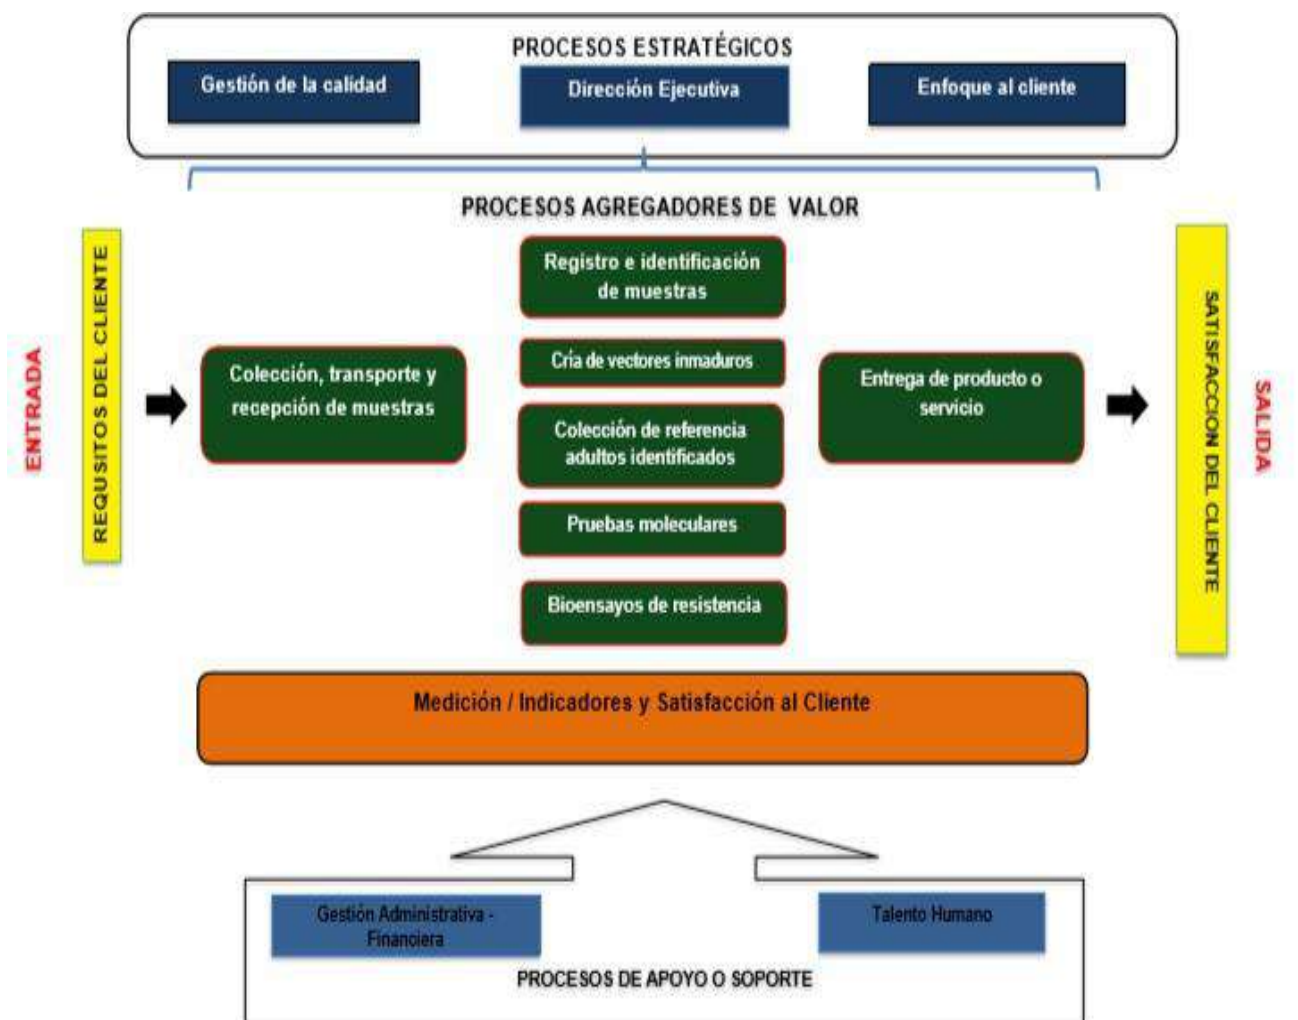 PROCESOS ESTRATÉGICOS
Gestión de la calidad
Dirección Ejecutiva
Enfoque al cliente
PROCESOS AGREGADORES DE VALOR
ENTRADA
REQUSITOS DEL CLIENTE
Colección, transporte y
recepción de muestras
Registro e identificación
de muestras
Cría de vectores inmaduros
Colección de referencia
adultos identificados
Pruebas moleculares
Bioensayos de resistencia
Entrega de producto o
servicio
SATISFACCION DEL CLIENTE
SALIDA
Medición / Indicadores y Satisfacción al Cliente
Gestión Administrativa -
Financiera
Talento Humano
PROCESOS DE APOYO O SOPORTE